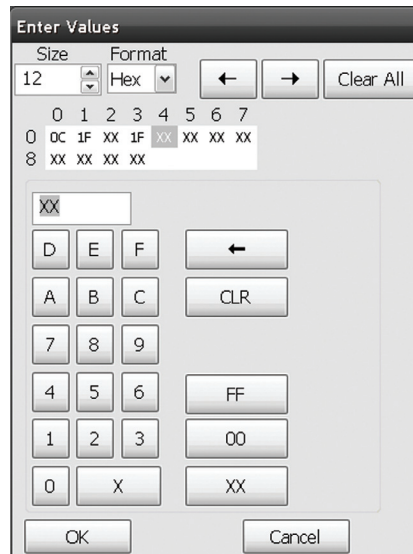 Enter Values
Size Format
12 Hex ← → Clear All
0 1 2 3 4 5 6 7
0 0C 1F XX 1F XX XX XX XX
8 XX XX XX XX
XX
D E F ←
A B C CLR
7 8 9
4 5 6 FF
1 2 3 00
0 X XX
OK Cancel